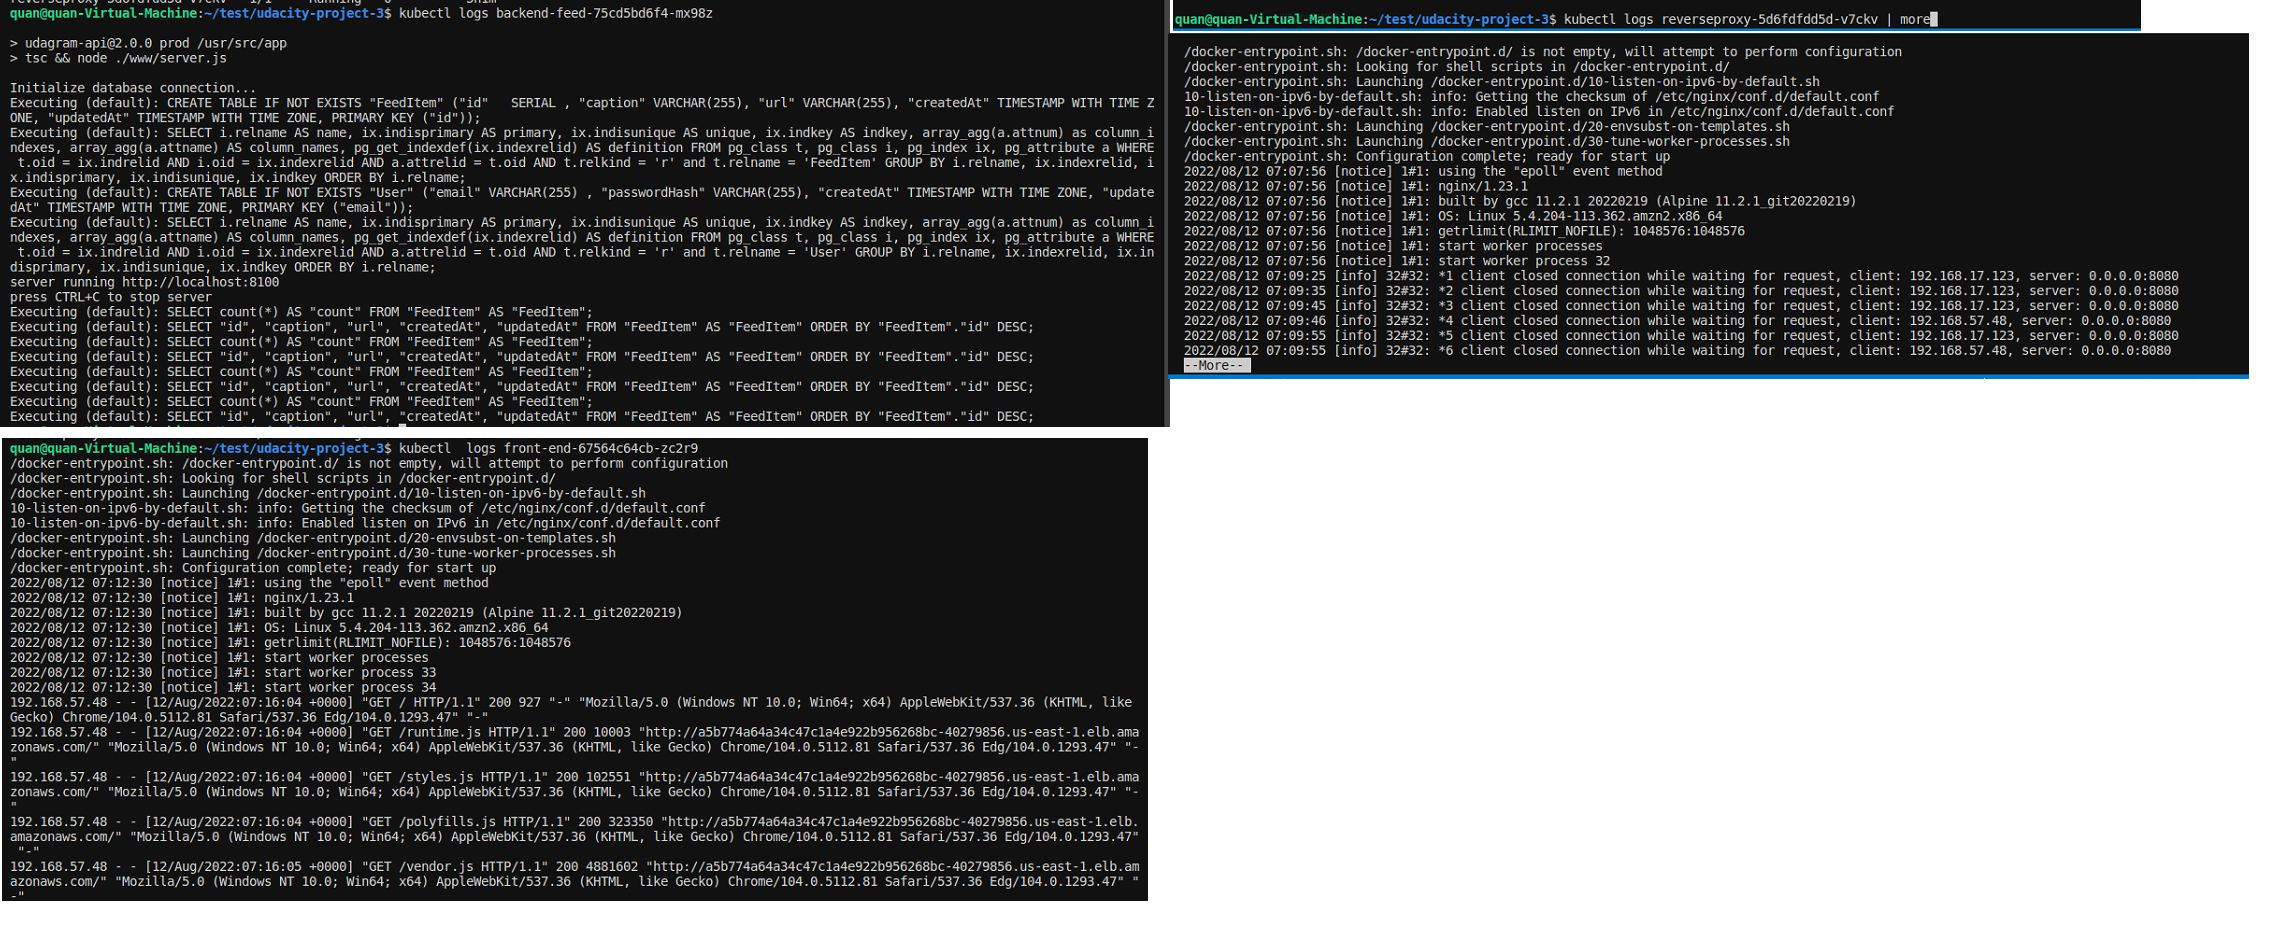 quan@quan-Virtual-Machine:~/test/udacity-project-3$ kubectl logs backend-feed-75cd5bd6f4-mx98z

> udagram-api@2.0.0 prod /usr/src/app
> tsc && node ./www/server.js

Initialize database connection...
Executing (default): CREATE TABLE IF NOT EXISTS "FeedItem" ("id"   SERIAL , "caption" VARCHAR(255), "url" VARCHAR(255), "createdAt" TIMESTAMP WITH TIME Z
ONE, "updatedAt" TIMESTAMP WITH TIME ZONE, PRIMARY KEY ("id"));
Executing (default): SELECT i.relname AS name, ix.indisprimary AS primary, ix.indisunique AS unique, ix.indkey AS indkey, array_agg(a.attnum) as column_i
ndexes, array_agg(a.attname) AS column_names, pg_get_indexdef(ix.indexrelid) AS definition FROM pg_class t, pg_class i, pg_index ix, pg_attribute a WHERE
 t.oid = ix.indrelid AND i.oid = ix.indexrelid AND a.attrelid = t.oid AND t.relkind = 'r' and t.relname = 'FeedItem' GROUP BY i.relname, ix.indexrelid, i
x.indisprimary, ix.indisunique, ix.indkey ORDER BY i.relname;
Executing (default): CREATE TABLE IF NOT EXISTS "User" ("email" VARCHAR(255) , "passwordHash" VARCHAR(255), "createdAt" TIMESTAMP WITH TIME ZONE, "update
dAt" TIMESTAMP WITH TIME ZONE, PRIMARY KEY ("email"));
Executing (default): SELECT i.relname AS name, ix.indisprimary AS primary, ix.indisunique AS unique, ix.indkey AS indkey, array_agg(a.attnum) as column_i
ndexes, array_agg(a.attname) AS column_names, pg_get_indexdef(ix.indexrelid) AS definition FROM pg_class t, pg_class i, pg_index ix, pg_attribute a WHERE
 t.oid = ix.indrelid AND i.oid = ix.indexrelid AND a.attrelid = t.oid AND t.relkind = 'r' and t.relname = 'User' GROUP BY i.relname, ix.indexrelid, ix.in
disprimary, ix.indisunique, ix.indkey ORDER BY i.relname;
server running http://localhost:8100
press CTRL+C to stop server
Executing (default): SELECT count(*) AS "count" FROM "FeedItem" AS "FeedItem";
Executing (default): SELECT "id", "caption", "url", "createdAt", "updatedAt" FROM "FeedItem" AS "FeedItem" ORDER BY "FeedItem"."id" DESC;
Executing (default): SELECT count(*) AS "count" FROM "FeedItem" AS "FeedItem";
Executing (default): SELECT "id", "caption", "url", "createdAt", "updatedAt" FROM "FeedItem" AS "FeedItem" ORDER BY "FeedItem"."id" DESC;
Executing (default): SELECT count(*) AS "count" FROM "FeedItem" AS "FeedItem";
Executing (default): SELECT "id", "caption", "url", "createdAt", "updatedAt" FROM "FeedItem" AS "FeedItem" ORDER BY "FeedItem"."id" DESC;
Executing (default): SELECT count(*) AS "count" FROM "FeedItem" AS "FeedItem";
Executing (default): SELECT "id", "caption", "url", "createdAt", "updatedAt" FROM "FeedItem" AS "FeedItem" ORDER BY "FeedItem"."id" DESC;
quan@quan-Virtual-Machine:~/test/udacity-project-3$ kubectl logs reverseproxy-5d6fdfdd5d-v7ckv | more
/docker-entrypoint.sh: /docker-entrypoint.d/ is not empty, will attempt to perform configuration
/docker-entrypoint.sh: Looking for shell scripts in /docker-entrypoint.d/
/docker-entrypoint.sh: Launching /docker-entrypoint.d/10-listen-on-ipv6-by-default.sh
10-listen-on-ipv6-by-default.sh: info: Getting the checksum of /etc/nginx/conf.d/default.conf
10-listen-on-ipv6-by-default.sh: info: Enabled listen on IPv6 in /etc/nginx/conf.d/default.conf
/docker-entrypoint.sh: Launching /docker-entrypoint.d/20-envsubst-on-templates.sh
/docker-entrypoint.sh: Launching /docker-entrypoint.d/30-tune-worker-processes.sh
/docker-entrypoint.sh: Configuration complete; ready for start up
2022/08/12 07:07:56 [notice] 1#1: using the "epoll" event method
2022/08/12 07:07:56 [notice] 1#1: nginx/1.23.1
2022/08/12 07:07:56 [notice] 1#1: built by gcc 11.2.1 20220219 (Alpine 11.2.1_git20220219)
2022/08/12 07:07:56 [notice] 1#1: OS: Linux 5.4.204-113.362.amzn2.x86_64
2022/08/12 07:07:56 [notice] 1#1: getrlimit(RLIMIT_NOFILE): 1048576:1048576
2022/08/12 07:07:56 [notice] 1#1: start worker processes
2022/08/12 07:07:56 [notice] 1#1: start worker process 32
2022/08/12 07:09:25 [info] 32#32: *1 client closed connection while waiting for request, client: 192.168.17.123, server: 0.0.0.0:8080
2022/08/12 07:09:35 [info] 32#32: *2 client closed connection while waiting for request, client: 192.168.17.123, server: 0.0.0.0:8080
2022/08/12 07:09:45 [info] 32#32: *3 client closed connection while waiting for request, client: 192.168.17.123, server: 0.0.0.0:8080
2022/08/12 07:09:46 [info] 32#32: *4 client closed connection while waiting for request, client: 192.168.57.48, server: 0.0.0.0:8080
2022/08/12 07:09:55 [info] 32#32: *5 client closed connection while waiting for request, client: 192.168.17.123, server: 0.0.0.0:8080
2022/08/12 07:09:55 [info] 32#32: *6 client closed connection while waiting for request, client: 192.168.57.48, server: 0.0.0.0:8080
--More--
quan@quan-Virtual-Machine:~/test/udacity-project-3$ kubectl  logs front-end-67564c64cb-zc2r9
/docker-entrypoint.sh: /docker-entrypoint.d/ is not empty, will attempt to perform configuration
/docker-entrypoint.sh: Looking for shell scripts in /docker-entrypoint.d/
/docker-entrypoint.sh: Launching /docker-entrypoint.d/10-listen-on-ipv6-by-default.sh
10-listen-on-ipv6-by-default.sh: info: Getting the checksum of /etc/nginx/conf.d/default.conf
10-listen-on-ipv6-by-default.sh: info: Enabled listen on IPv6 in /etc/nginx/conf.d/default.conf
/docker-entrypoint.sh: Launching /docker-entrypoint.d/20-envsubst-on-templates.sh
/docker-entrypoint.sh: Launching /docker-entrypoint.d/30-tune-worker-processes.sh
/docker-entrypoint.sh: Configuration complete; ready for start up
2022/08/12 07:12:30 [notice] 1#1: using the "epoll" event method
2022/08/12 07:12:30 [notice] 1#1: nginx/1.23.1
2022/08/12 07:12:30 [notice] 1#1: built by gcc 11.2.1 20220219 (Alpine 11.2.1_git20220219)
2022/08/12 07:12:30 [notice] 1#1: OS: Linux 5.4.204-113.362.amzn2.x86_64
2022/08/12 07:12:30 [notice] 1#1: getrlimit(RLIMIT_NOFILE): 1048576:1048576
2022/08/12 07:12:30 [notice] 1#1: start worker processes
2022/08/12 07:12:30 [notice] 1#1: start worker process 33
2022/08/12 07:12:30 [notice] 1#1: start worker process 34
192.168.57.48 - - [12/Aug/2022:07:16:04 +0000] "GET / HTTP/1.1" 200 927 "-" "Mozilla/5.0 (Windows NT 10.0; Win64; x64) AppleWebKit/537.36 (KHTML, like
Gecko) Chrome/104.0.5112.81 Safari/537.36 Edg/104.0.1293.47" "-"
192.168.57.48 - - [12/Aug/2022:07:16:04 +0000] "GET /runtime.js HTTP/1.1" 200 10003 "http://a5b774a64a34c47c1a4e922b956268bc-40279856.us-east-1.elb.ama
zonaws.com/" "Mozilla/5.0 (Windows NT 10.0; Win64; x64) AppleWebKit/537.36 (KHTML, like Gecko) Chrome/104.0.5112.81 Safari/537.36 Edg/104.0.1293.47" "-
"
192.168.57.48 - - [12/Aug/2022:07:16:04 +0000] "GET /styles.js HTTP/1.1" 200 102551 "http://a5b774a64a34c47c1a4e922b956268bc-40279856.us-east-1.elb.ama
zonaws.com/" "Mozilla/5.0 (Windows NT 10.0; Win64; x64) AppleWebKit/537.36 (KHTML, like Gecko) Chrome/104.0.5112.81 Safari/537.36 Edg/104.0.1293.47" "-
"
192.168.57.48 - - [12/Aug/2022:07:16:04 +0000] "GET /polyfills.js HTTP/1.1" 200 323350 "http://a5b774a64a34c47c1a4e922b956268bc-40279856.us-east-1.elb.
amazonaws.com/" "Mozilla/5.0 (Windows NT 10.0; Win64; x64) AppleWebKit/537.36 (KHTML, like Gecko) Chrome/104.0.5112.81 Safari/537.36 Edg/104.0.1293.47"
 "-"
192.168.57.48 - - [12/Aug/2022:07:16:05 +0000] "GET /vendor.js HTTP/1.1" 200 4881602 "http://a5b774a64a34c47c1a4e922b956268bc-40279856.us-east-1.elb.am
azonaws.com/" "Mozilla/5.0 (Windows NT 10.0; Win64; x64) AppleWebKit/537.36 (KHTML, like Gecko) Chrome/104.0.5112.81 Safari/537.36 Edg/104.0.1293.47" "
-"